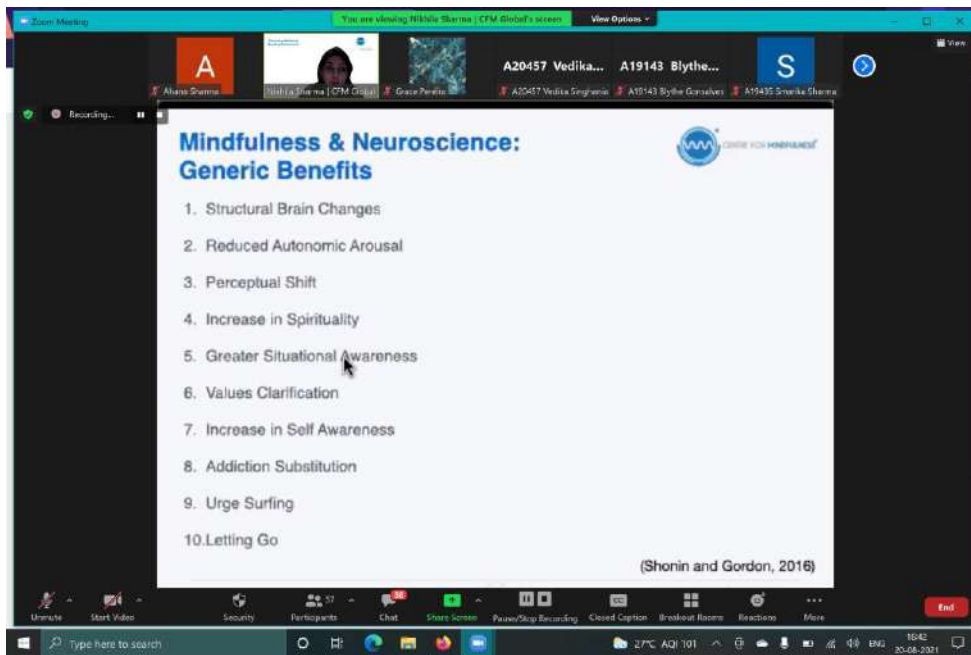 Zoom Meeting
You are viewing Nikhila Sharma | CFM Global's screen
View Options
View
A
A20457 Vedika...
A19143 Blythe...
S
Ahana Sharma
Grace Pereira
A20457 Vedika Singhania
A19143 Blythe Gonsalves
A19435 Smarika Sharma
Recording...
Mindfulness & Neuroscience:
Generic Benefits
CENTRE FOR MINDFULNESS
1. Structural Brain Changes
2. Reduced Autonomic Arousal
3. Perceptual Shift
4. Increase in Spirituality
5. Greater Situational Awareness
6. Values Clarification
7. Increase in Self Awareness
8. Addiction Substitution
9. Urge Surfing
10.Letting Go
(Shonin and Gordon, 2016)
Unmute
Start Video
Security
57
Participants
Chat
Share Screen
Pause/Stop Recording
Closed Caption
Breakout Rooms
Reactions
More
End
Type here to search
27°C AQI 101
ENG
16:42
20-08-2021